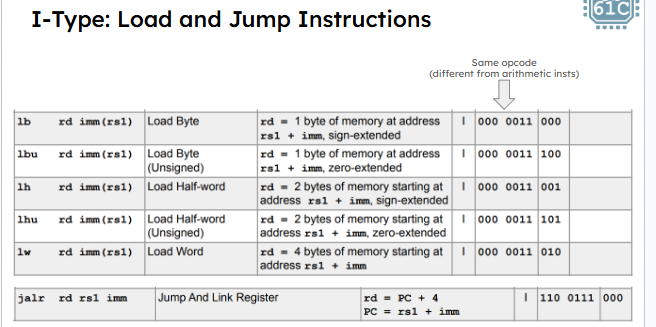 61C
I-Type: Load and Jump Instructions
Same opcode
(different from arithmetic insts)
lb rd imm(rs1) Load Byte rd = 1 byte of memory at address I 000 0011 000
rs1 + imm, sign-extended
lbu rd imm(rs1) Load Byte rd = 1 byte of memory at address I 000 0011 100
(Unsigned) rs1 + imm, zero-extended
lh rd imm(rs1) Load Half-word rd = 2 bytes of memory starting at I 000 0011 001
address rs1 + imm, sign-extended
lhu rd imm(rs1) Load Half-word rd = 2 bytes of memory starting at I 000 0011 101
(Unsigned) address rs1 + imm, zero-extended
lw rd imm(rs1) Load Word rd = 4 bytes of memory starting at I 000 0011 010
address rs1 + imm
jalr rd rs1 imm Jump And Link Register rd = PC + 4 I 110 0111 000
PC = rs1 + imm